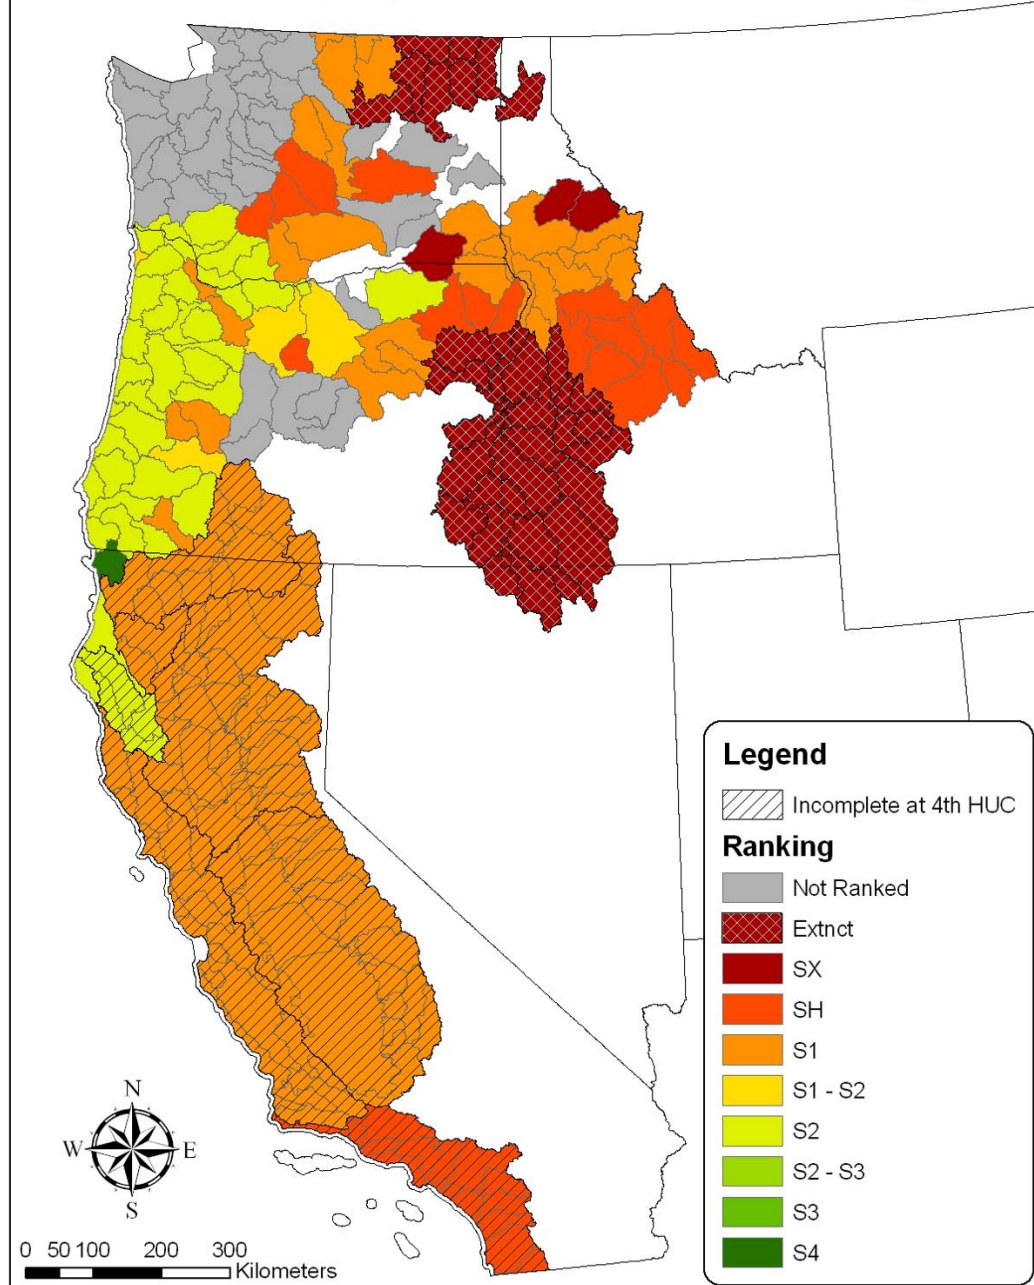 Legend
Incomplete at 4th HUC
Ranking
Not Ranked
Extnct
SX
SH
S1
S1 - S2
S2
S2 - S3
S3
S4
N
W E
S
0 50 100 200 300
Kilometers